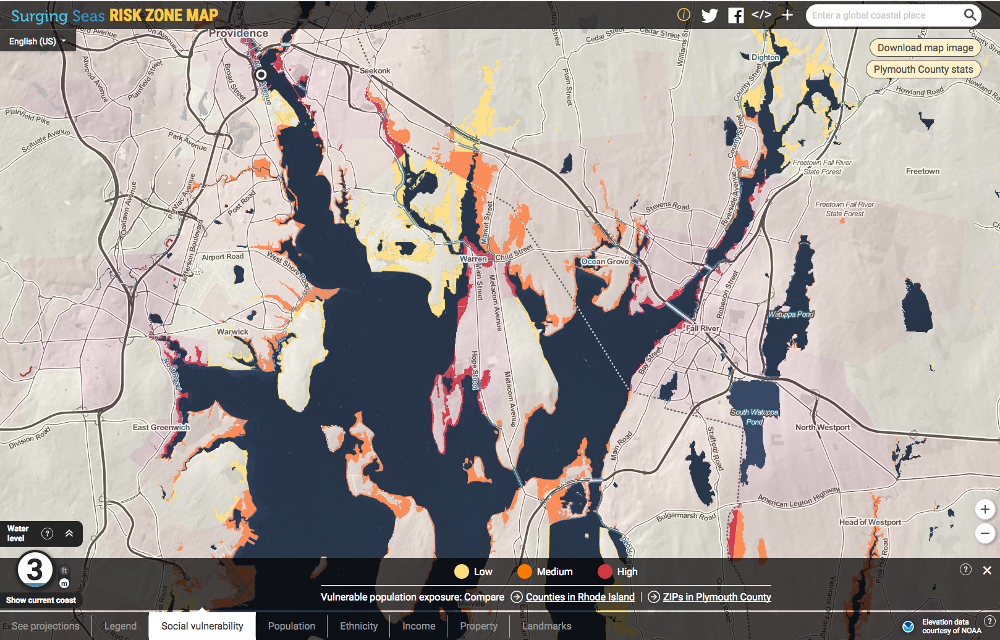 Surging Seas RISK ZONE MAP
Enter a global coastal place
English (US)
Download map image
Plymouth County stats
Providence
Taunton Avenue
Cedar Street
Cedar Street
Plain Street
Dighton
County Street
Howland Road
Atwood Avenue
Plainfield Street
Broad Street
Avenue
Seekonk
Plainfield Pike
Scituate Avenue
Park Avenue
County Street
Freetown Fall River
State Forest
Freetown
Freetown Fall River
State Forest
Oaklawn Avenue
Pontiac Avenue
Post Road
Market Street
Stevens Road
Riverside Avenue
Jefferson Boulevard
Airport Road
West Shore Road
Warren
Child Street
Ocean Grove
Main Street
Metacom Avenue
Robeson Street
Watuppa Pond
Warwick
Fall River
Post Road
Hope Street
Bay Street
Metacom Avenue
East Greenwich
Division Road
South Watuppa
Pond
North Westport
Main Road
Stafford Road
American Legion Highway
Bulgarmarsh Road
Head of Westport
Pine Hill Road
Water
level
?
3
ft
m
Show current coast
Low
Medium
High
?
Vulnerable population exposure: Compare
Counties in Rhode Island
|
ZIPs in Plymouth County
Melville
See projections
Legend
Social vulnerability
Population
Ethnicity
Income
Property
Landmarks
Elevation data
courtesy of NOAA
?